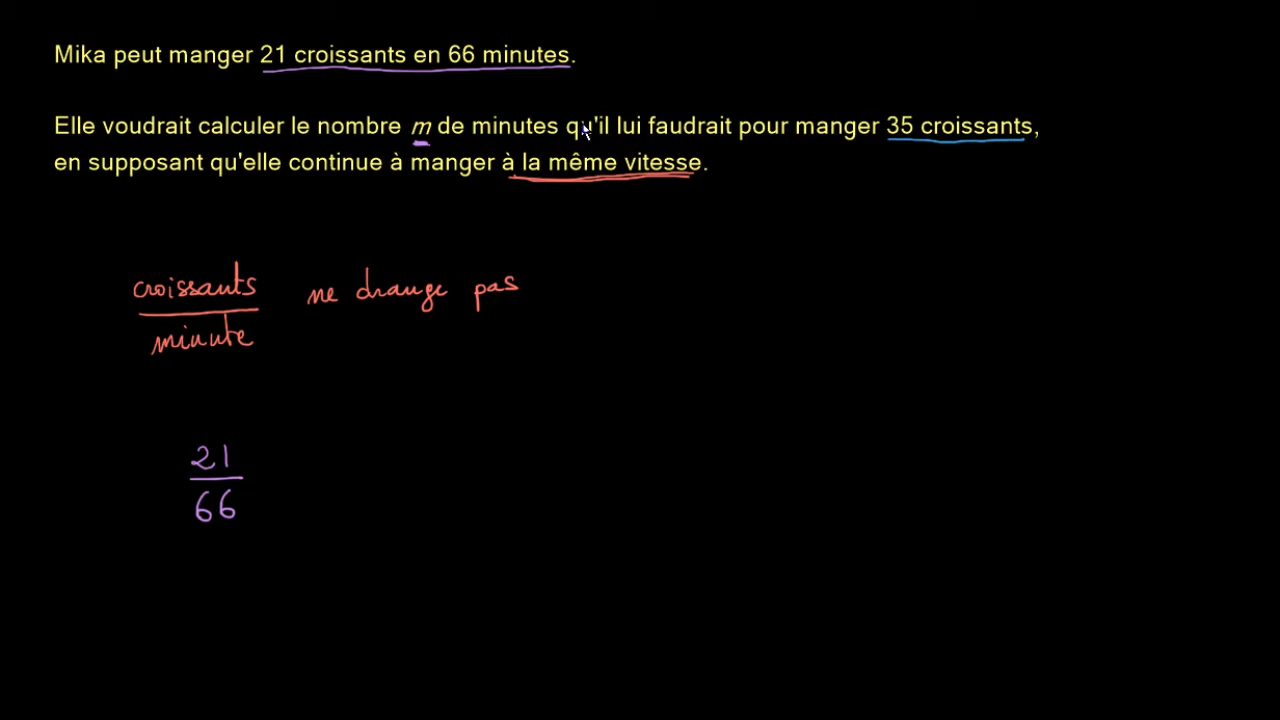 Mika peut manger 21 croissants en 66 minutes.
Elle voudrait calculer le nombre m de minutes qu'il lui faudrait pour manger 35 croissants,
en supposant qu'elle continue à manger à la même vitesse.
croissants ne change pas
minute
21
66